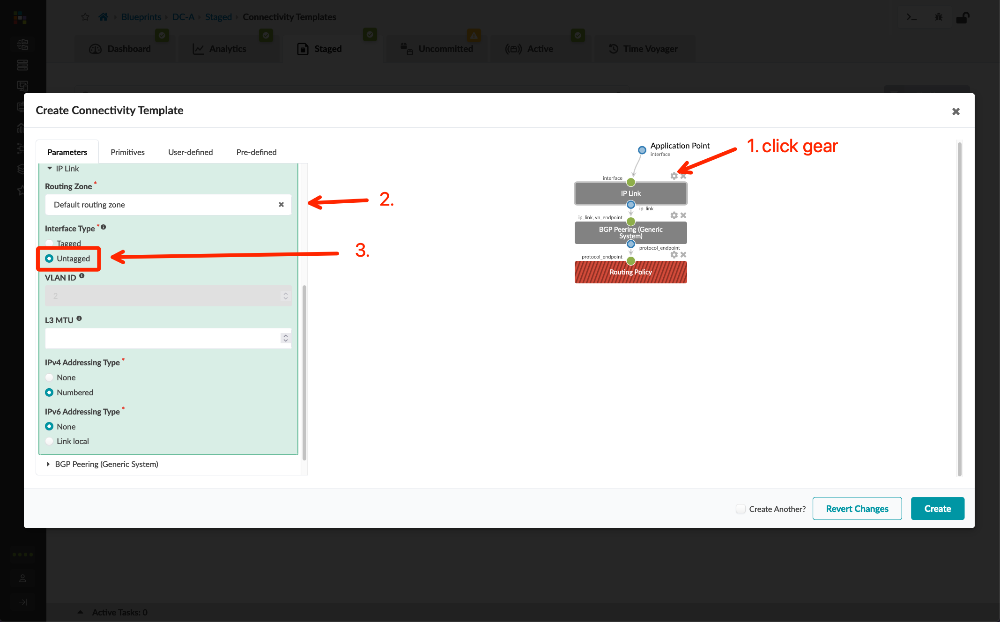 Blueprints
DC-A
Staged
Connectivity Templates
Dashboard
Analytics
Staged
Uncommitted
Active
Time Voyager
Create Connectivity Template
Parameters
Primitives
User-defined
Pre-defined
IP Link
Routing Zone *
Default routing zone
Interface Type *
Tagged
Untagged
VLAN ID
2
L3 MTU
IPv4 Addressing Type *
None
Numbered
IPv6 Addressing Type *
None
Link local
BGP Peering (Generic System)
2.
3.
1. click gear
Application Point
interface
interface
IP Link
ip_link
ip_link, vn_endpoint
BGP Peering (Generic
System)
protocol_endpoint
protocol_endpoint
Routing Policy
Create Another?
Revert Changes
Create
Active Tasks: 0